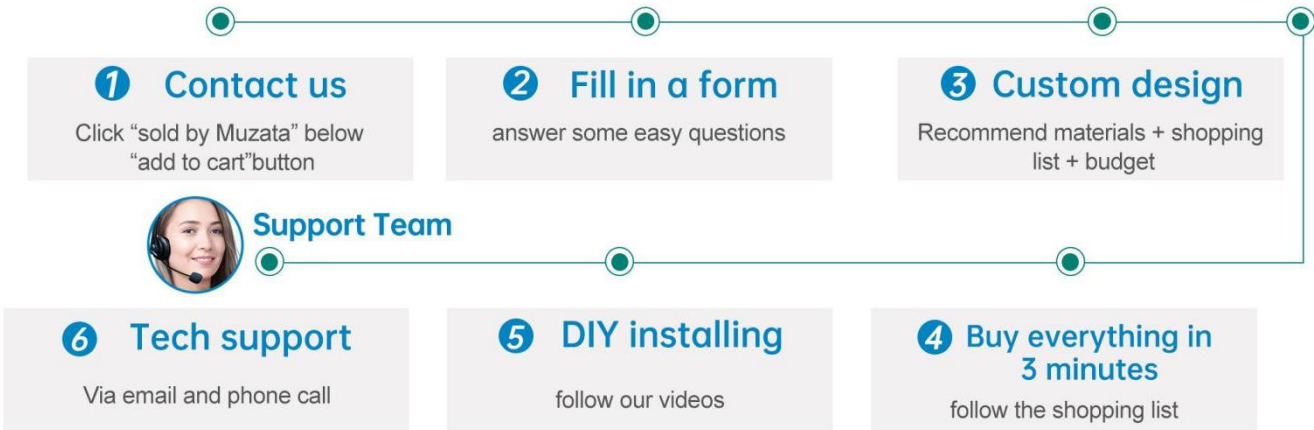 1 Contact us
Click “sold by Muzata” below
“add to cart”button
2 Fill in a form
answer some easy questions
3 Custom design
Recommend materials + shopping
list + budget
Support Team
4 Buy everything in
3 minutes
follow the shopping list
5 DIY installing
follow our videos
6 Tech support
Via email and phone call